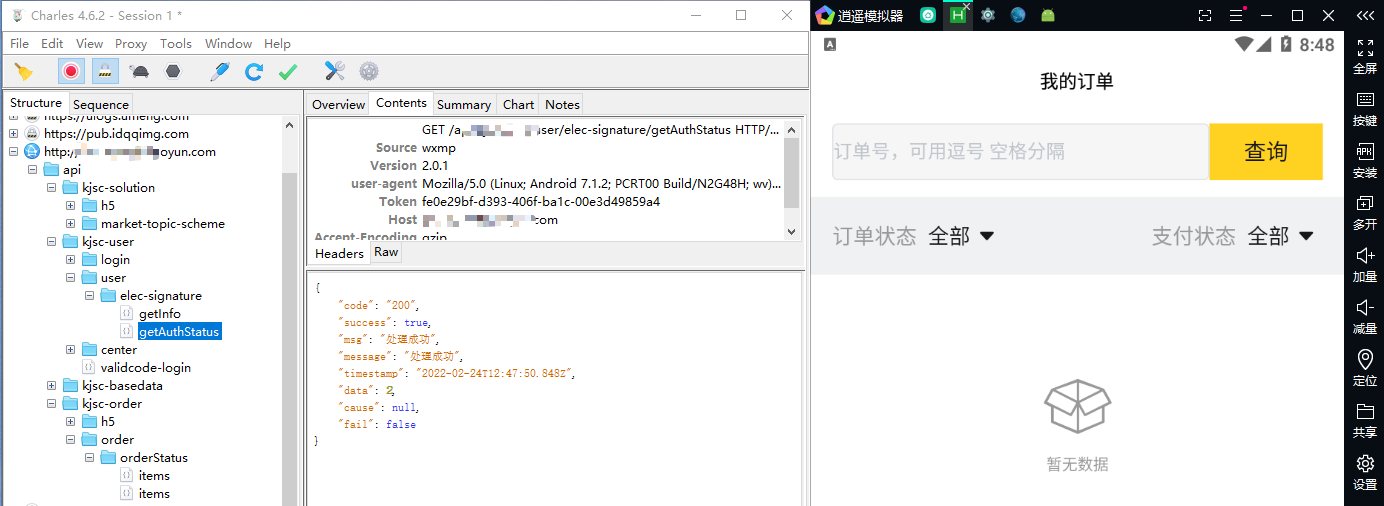 Charles 4.6.2 - Session 1 *
File Edit View Proxy Tools Window Help
Structure Sequence
https://ulogs.umeng.com
https://pub.idqqimg.com
http:/ oyun.com
api
kjsc-solution
h5
market-topic-scheme
kjsc-user
login
user
elec-signature
getInfo
getAuthStatus
center
validcode-login
kjsc-basedata
kjsc-order
h5
order
orderStatus
items
items
Overview Contents Summary Chart Notes
GET /a user/elec-signature/getAuthStatus HTTP/...
Source wxmp
Version 2.0.1
user-agent Mozilla/5.0 (Linux; Android 7.1.2; PCRT00 Build/N2G48H; wv)...
Token fe0e29bf-d393-406f-ba1c-00e3d49859a4
Host .com
Accept-Encoding gzip
Headers Raw
{
"code": "200",
"success": true,
"msg": "处理成功",
"message": "处理成功",
"timestamp": "2022-02-24T12:47:50.848Z",
"data": 2,
"cause": null,
"fail": false
}
逍遥模拟器
H
A
8:48
我的订单
订单号，可用逗号 空格分隔
查询
订单状态 全部 支付状态 全部
暂无数据
全屏
按键
APK
安装
多开
加量
减量
定位
共享
设置